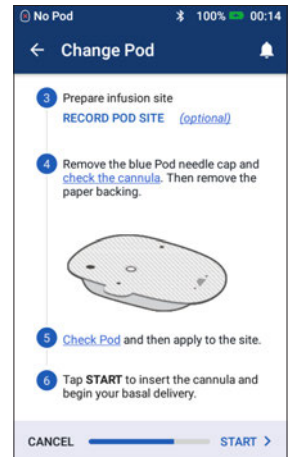 No Pod 100% 00:14
Change Pod
3 Prepare infusion site
RECORD POD SITE (optional)
4 Remove the blue Pod needle cap and
check the cannula. Then remove the
paper backing.
5 Check Pod and then apply to the site.
6 Tap START to insert the cannula and
begin your basal delivery.
CANCEL START >